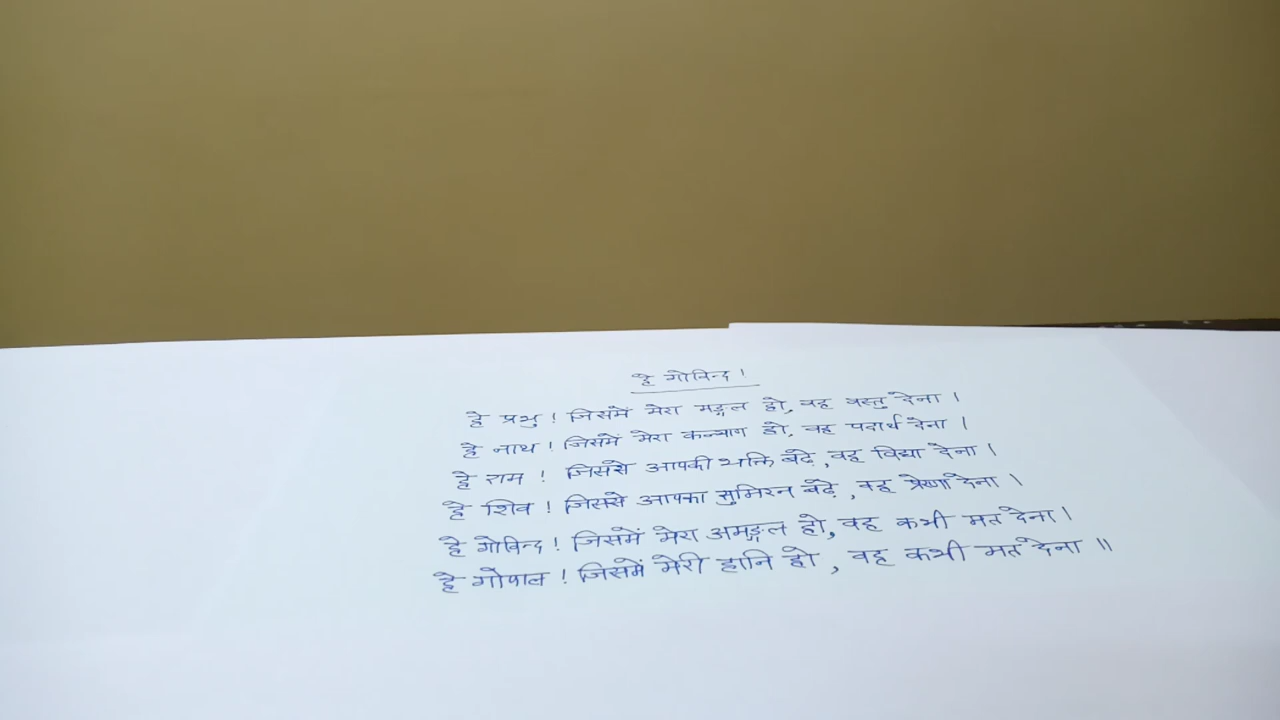 हे गोविन्द !
हे प्रभु ! जिसमें मेरा मङ्गल हो, वह वस्तु देना ।
हे नाथ ! जिसमें मेरा कल्याण हो, वह पदार्थ देना ।
हे राम ! जिससे आपकी भक्ति बढ़े , वह विद्या देना ।
हे शिव ! जिससे आपका सुमिरन बढ़े , वह प्रेरणा देना ।
हे गोविन्द ! जिसमें मेरा अमङ्गल हो, वह कभी मत देना ।
हे गोपाल ! जिसमें मेरी हानि हो , वह कभी मत देना ॥